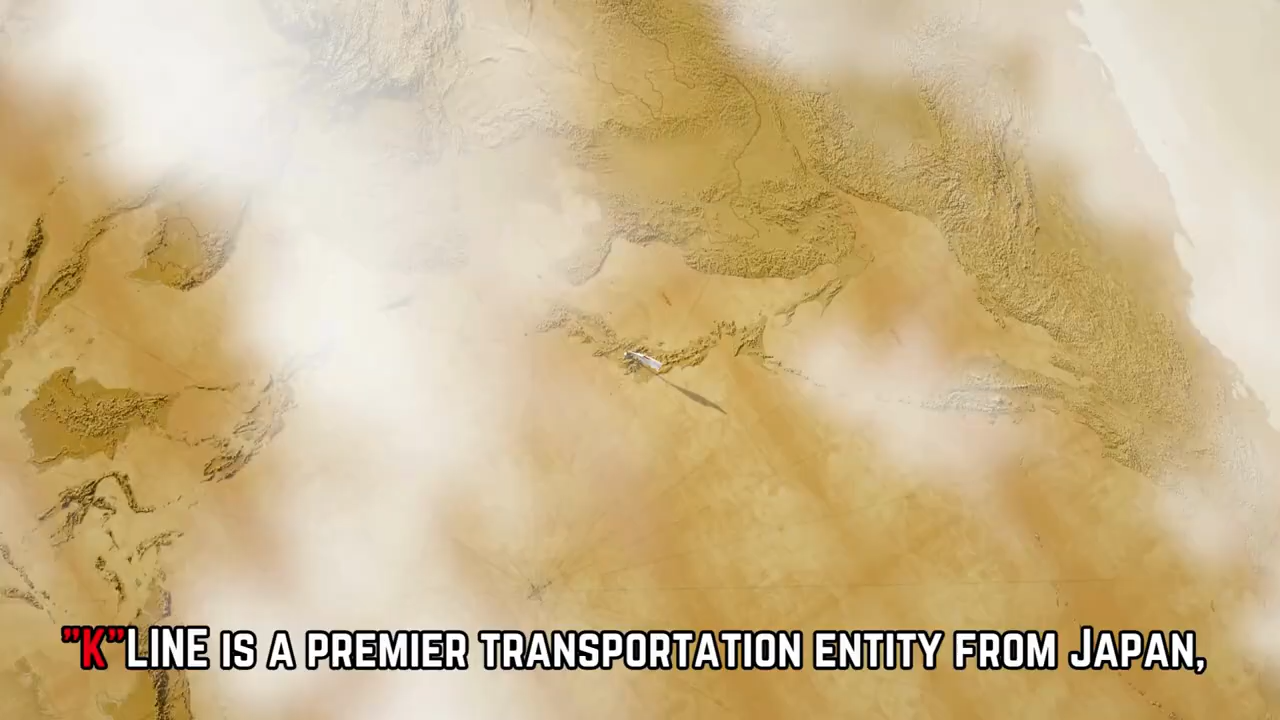 "K"LINE IS A PREMIER TRANSPORTATION ENTITY FROM JAPAN,